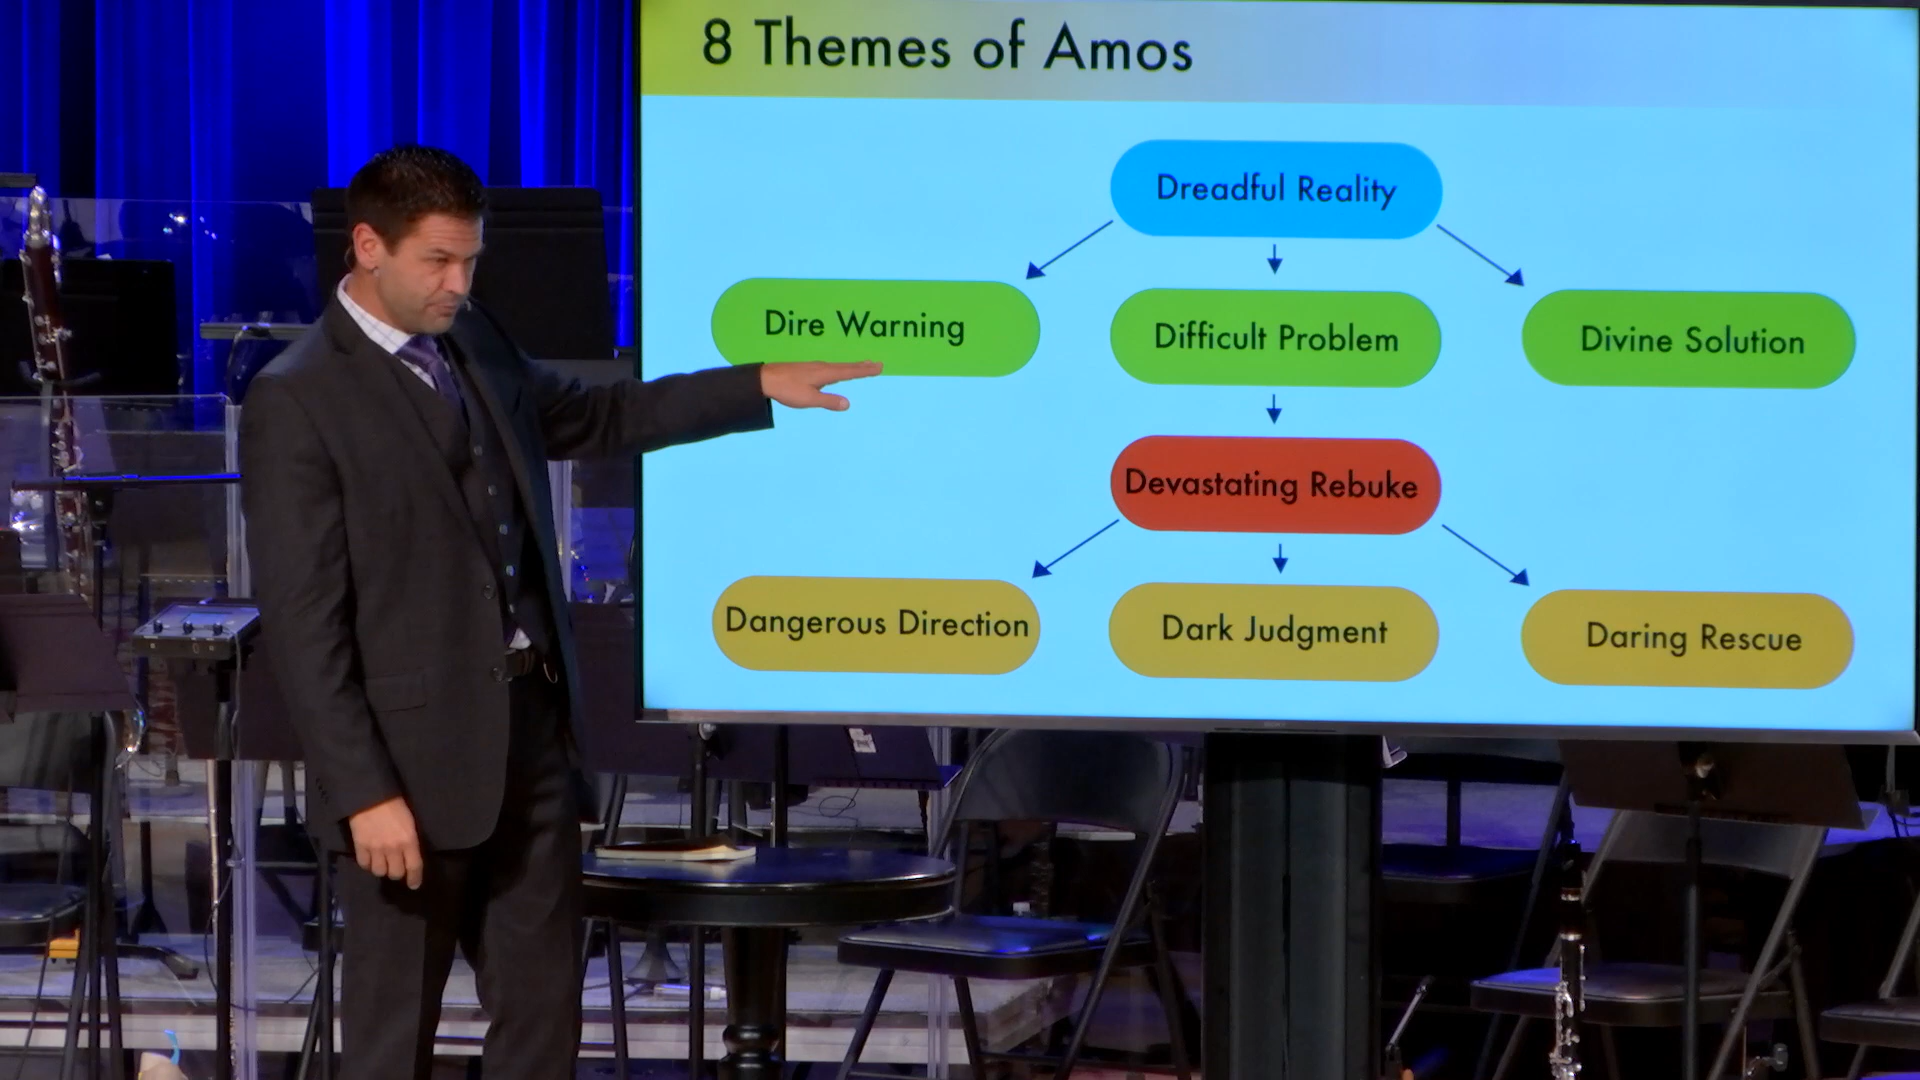 8 Themes of Amos
Dreadful Reality
Dire Warning
Difficult Problem
Divine Solution
Devastating Rebuke
Dangerous Direction
Dark Judgment
Daring Rescue